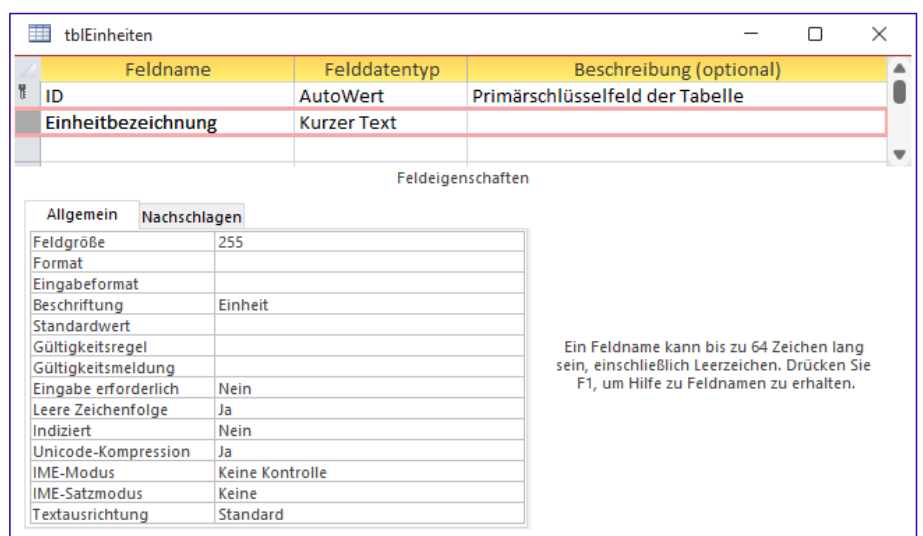 tblEinheiten
Feldname Felddatentyp Beschreibung (optional)
ID AutoWert Primärschlüsselfeld der Tabelle
Einheitbezeichnung Kurzer Text
Feldeigenschaften
Allgemein Nachschlagen
Feldgröße 255
Format
Eingabeformat
Beschriftung Einheit
Standardwert
Gültigkeitsregel
Gültigkeitsmeldung
Eingabe erforderlich Nein
Leere Zeichenfolge Ja
Indiziert Nein
Unicode-Kompression Ja
IME-Modus Keine Kontrolle
IME-Satzmodus Keine
Textausrichtung Standard
Ein Feldname kann bis zu 64 Zeichen lang
sein, einschließlich Leerzeichen. Drücken Sie
F1, um Hilfe zu Feldnamen zu erhalten.